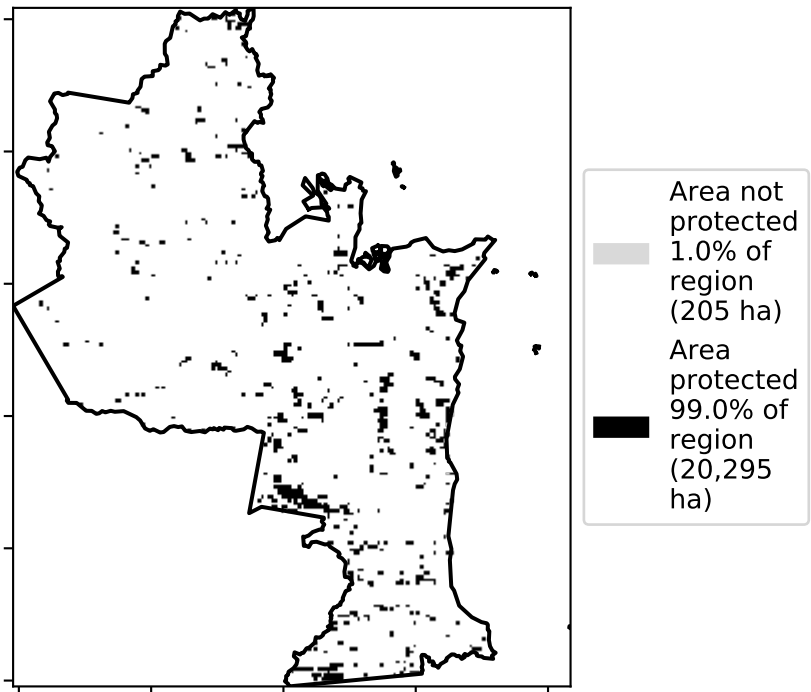 Area not
protected
1.0% of
region
(205 ha)
Area
protected
99.0% of
region
(20,295
ha)